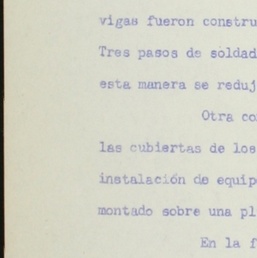 vigas fueron constru
Tres pasos de soldad
esta manera se reduj
Otra co
las cubiertas de los
instalación de equip
montado sobre una pl
En la f